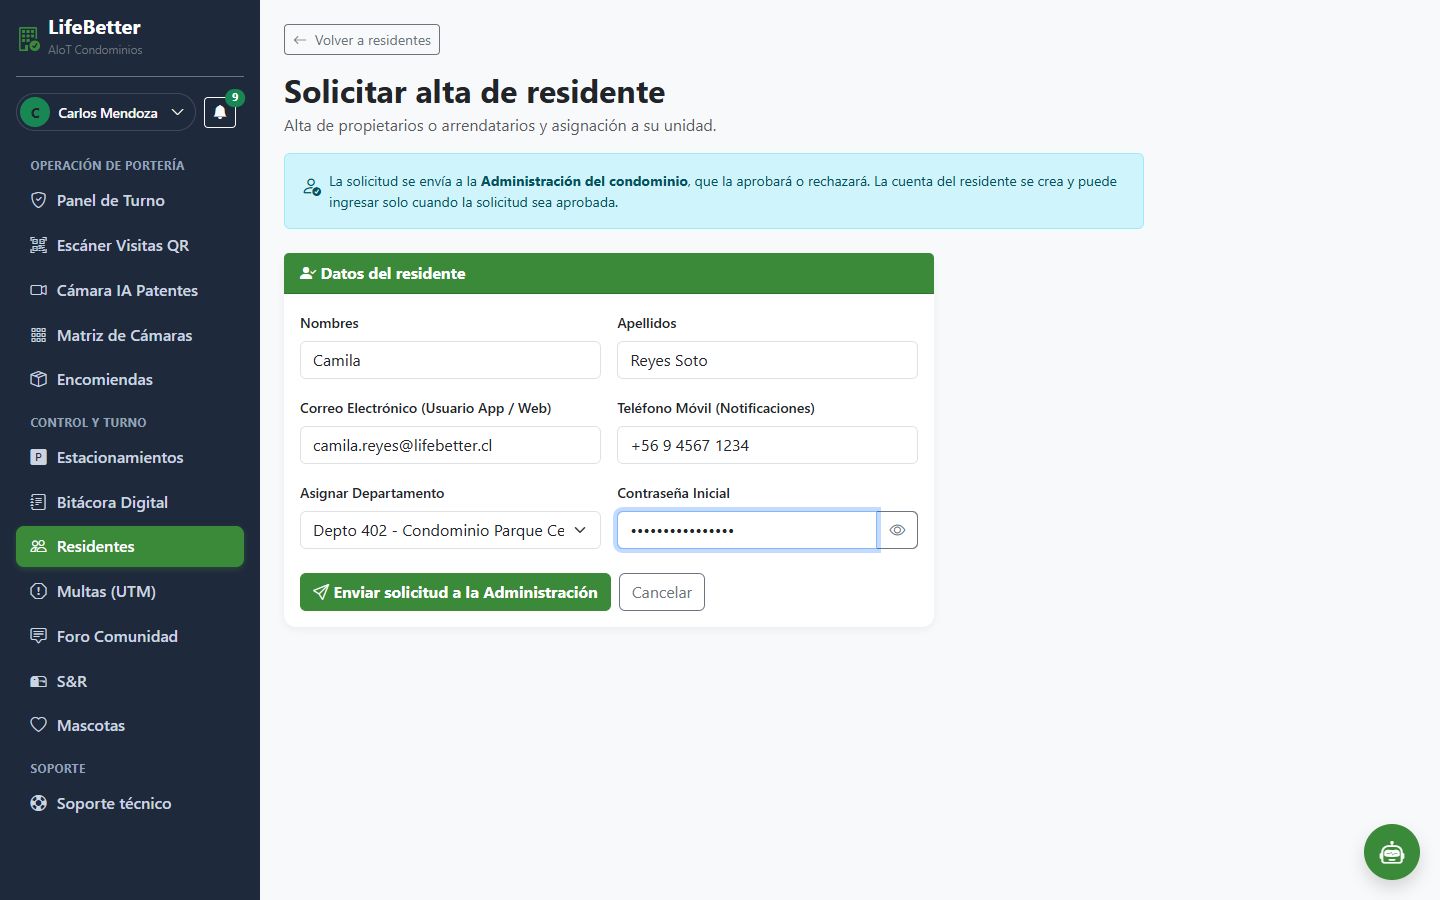 LifeBetter
AIoT Condominios
C Carlos Mendoza
9
OPERACIÓN DE PORTERÍA
Panel de Turno
Escáner Visitas QR
Cámara IA Patentes
Matriz de Cámaras
Encomiendas
CONTROL Y TURNO
P Estacionamientos
Bitácora Digital
Residentes
Multas (UTM)
Foro Comunidad
S&R
Mascotas
SOPORTE
Soporte técnico
Volver a residentes
Solicitar alta de residente
Alta de propietarios o arrendatarios y asignación a su unidad.
La solicitud se envía a la Administración del condominio, que la aprobará o rechazará. La cuenta del residente se crea y puede
ingresar solo cuando la solicitud sea aprobada.
Datos del residente
Nombres
Camila
Apellidos
Reyes Soto
Correo Electrónico (Usuario App / Web)
camila.reyes@lifebetter.cl
Teléfono Móvil (Notificaciones)
+56 9 4567 1234
Asignar Departamento
Depto 402 - Condominio Parque Ce
Contraseña Inicial
••••••••••••••••
Enviar solicitud a la Administración
Cancelar